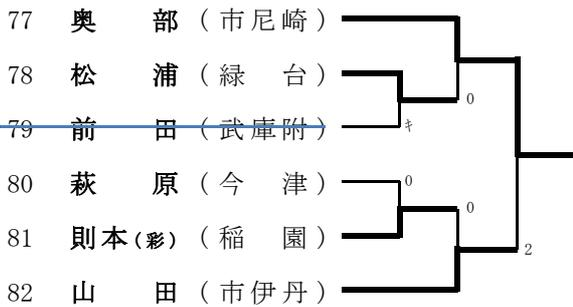 77 奥 部 (市尼崎)
78 松 浦 (緑 台)
0
79 前 田 (武庫附) キ
80 萩 原 (今 津) 0
0
81 則本(彩) (稲 園)
2
82 山 田 (市伊丹)